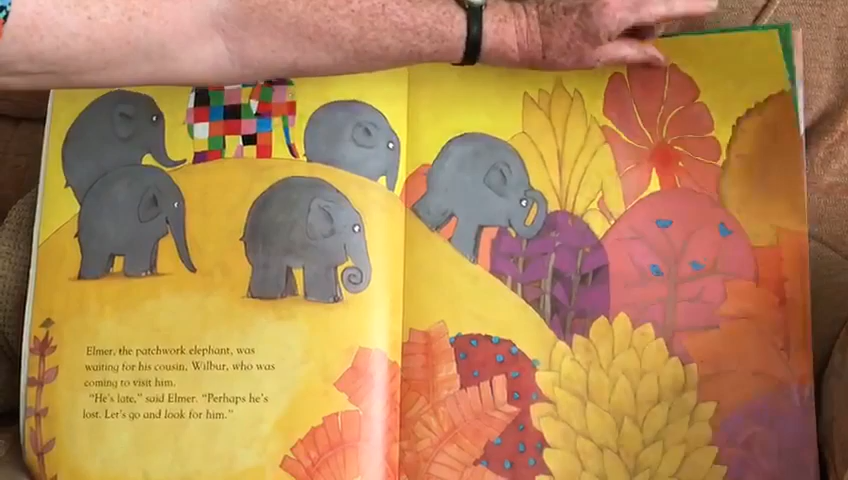 Elmer, the patchwork elephant, was
waiting for his cousin, Wilbur, who was
coming to visit him.
"He's late," said Elmer. "Perhaps he's
lost. Let's go and look for him."